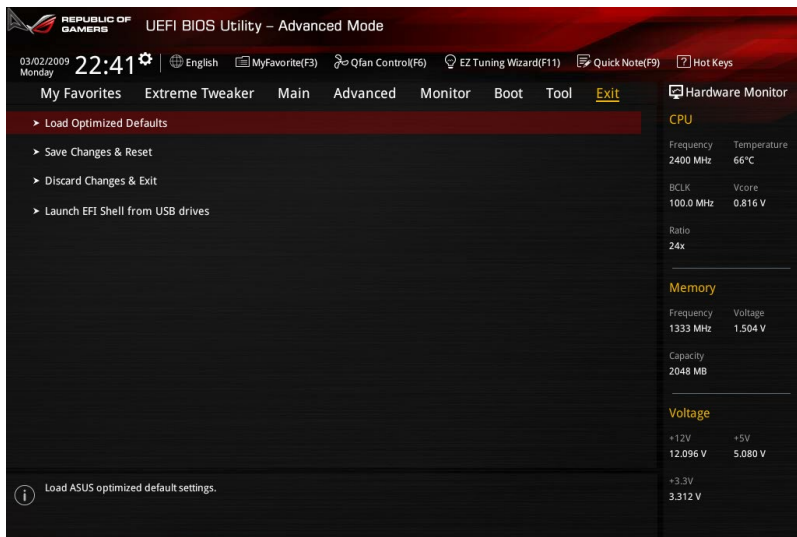 REPUBLIC OF
GAMERS
UEFI BIOS Utility – Advanced Mode
03/02/2009
Monday
22:41
English
MyFavorite(F3)
Qfan Control(F6)
EZ Tuning Wizard(F11)
Quick Note(F9)
? Hot Keys
My Favorites
Extreme Tweaker
Main
Advanced
Monitor
Boot
Tool
Exit
> Load Optimized Defaults
> Save Changes & Reset
> Discard Changes & Exit
> Launch EFI Shell from USB drives
Load ASUS optimized default settings.
Hardware Monitor
CPU
Frequency Temperature
2400 MHz 66°C
BCLK Vcore
100.0 MHz 0.816 V
Ratio
24x
Memory
Frequency Voltage
1333 MHz 1.504 V
Capacity
2048 MB
Voltage
+12V +5V
12.096 V 5.080 V
+3.3V
3.312 V